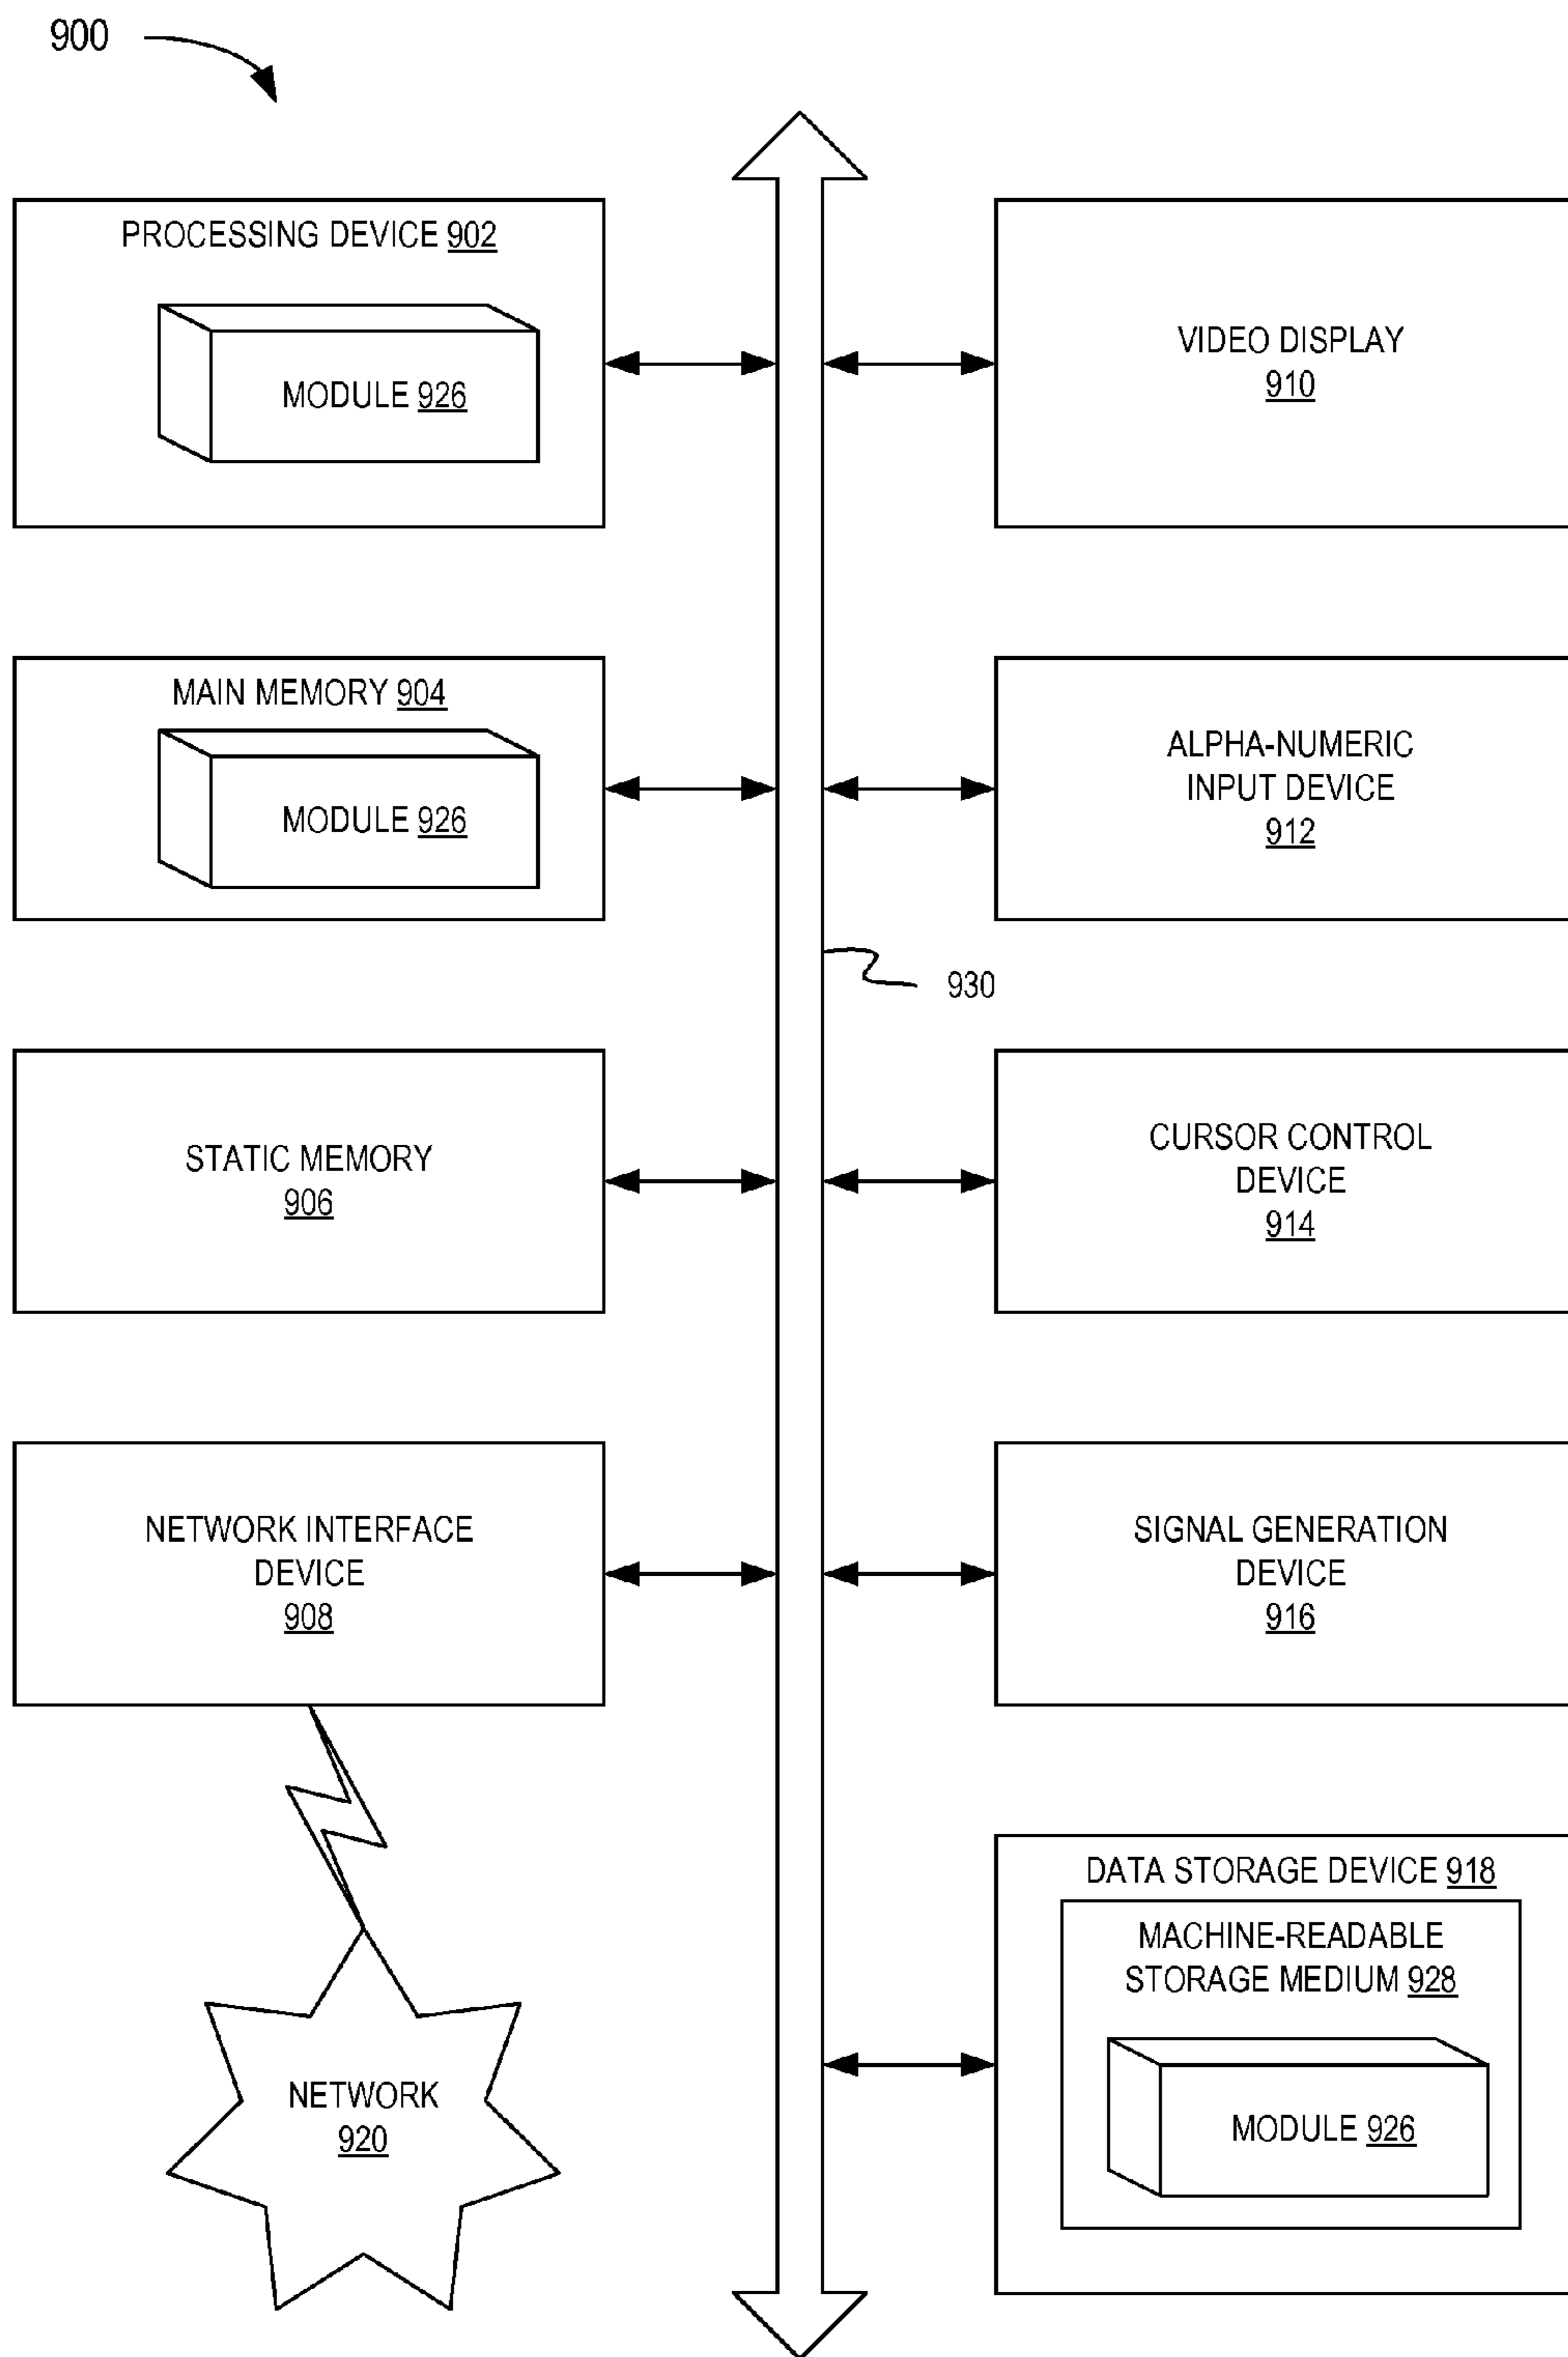 900
PROCESSING DEVICE 902
MODULE 926
VIDEO DISPLAY
910
MAIN MEMORY 904
MODULE 926
ALPHA-NUMERIC
INPUT DEVICE
912
930
STATIC MEMORY
906
CURSOR CONTROL
DEVICE
914
NETWORK INTERFACE
DEVICE
908
SIGNAL GENERATION
DEVICE
916
DATA STORAGE DEVICE 918
MACHINE-READABLE
STORAGE MEDIUM 928
MODULE 926
NETWORK
920